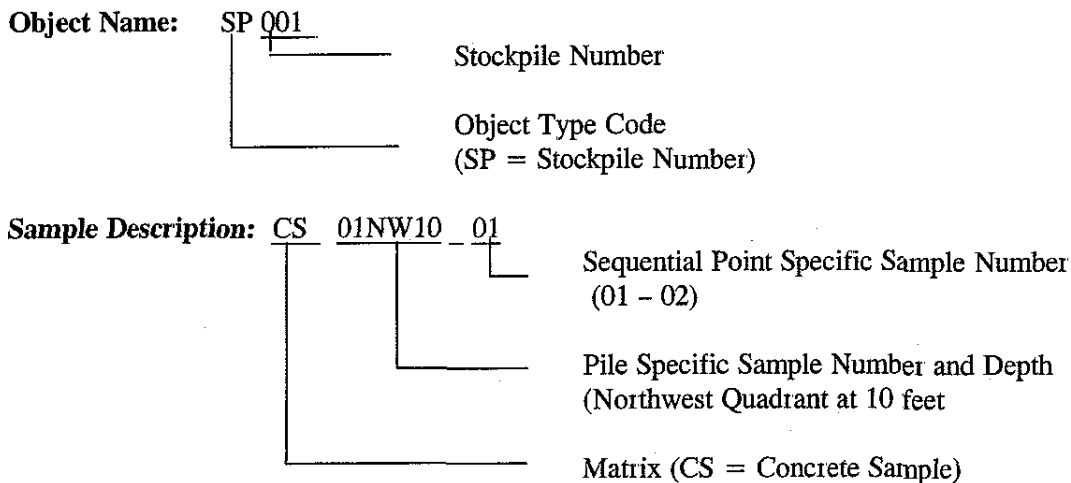 Object Name: SP 001
Stockpile Number
Object Type Code
(SP = Stockpile Number)
Sample Description: CS 01NW10 _ 01
Sequential Point Specific Sample Number
(01 – 02)
Pile Specific Sample Number and Depth
(Northwest Quadrant at 10 feet
Matrix (CS = Concrete Sample)